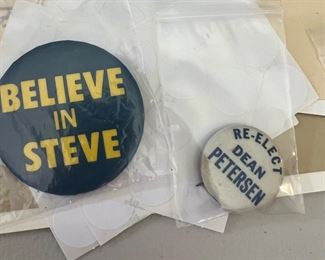 BELIEVE
IN
STEVE
RE-ELECT
DEAN
PETERSEN